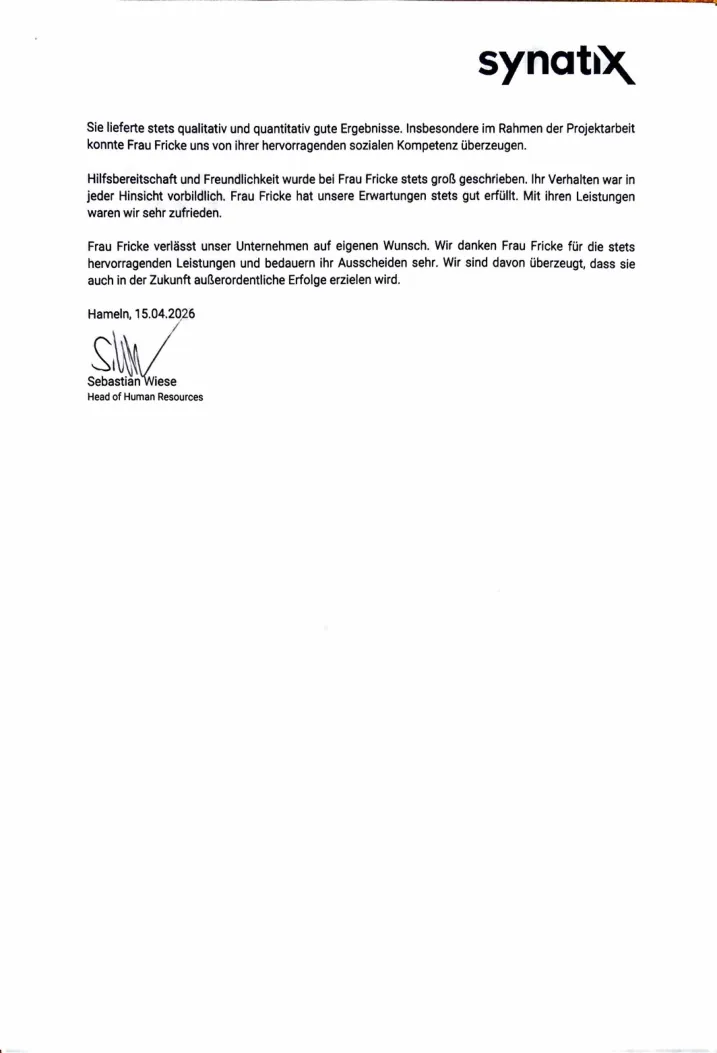 synatix
Sie lieferte stets qualitativ und quantitativ gute Ergebnisse. Insbesondere im Rahmen der Projektarbeit
konnte Frau Fricke uns von ihrer hervorragenden sozialen Kompetenz überzeugen.
Hilfsbereitschaft und Freundlichkeit wurde bei Frau Fricke stets groß geschrieben. Ihr Verhalten war in
jeder Hinsicht vorbildlich. Frau Fricke hat unsere Erwartungen stets gut erfüllt. Mit ihren Leistungen
waren wir sehr zufrieden.
Frau Fricke verlässt unser Unternehmen auf eigenen Wunsch. Wir danken Frau Fricke für die stets
hervorragenden Leistungen und bedauern ihr Ausscheiden sehr. Wir sind davon überzeugt, dass sie
auch in der Zukunft außerordentliche Erfolge erzielen wird.
Hameln, 15.04.2026
Sebastian Wiese
Head of Human Resources